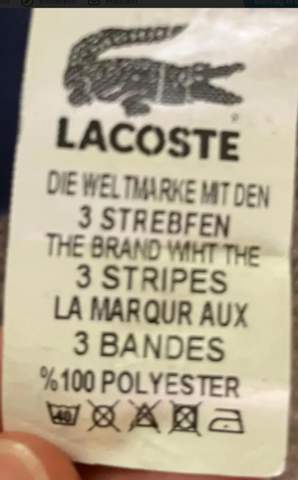 LACOSTE
DIE WELTMARKE MIT DEN
3 STREBFEN
THE BRAND WIHT THE
3 STRIPES
LA MARQUR AUX
3 BANDES
%100 POLYESTER
40